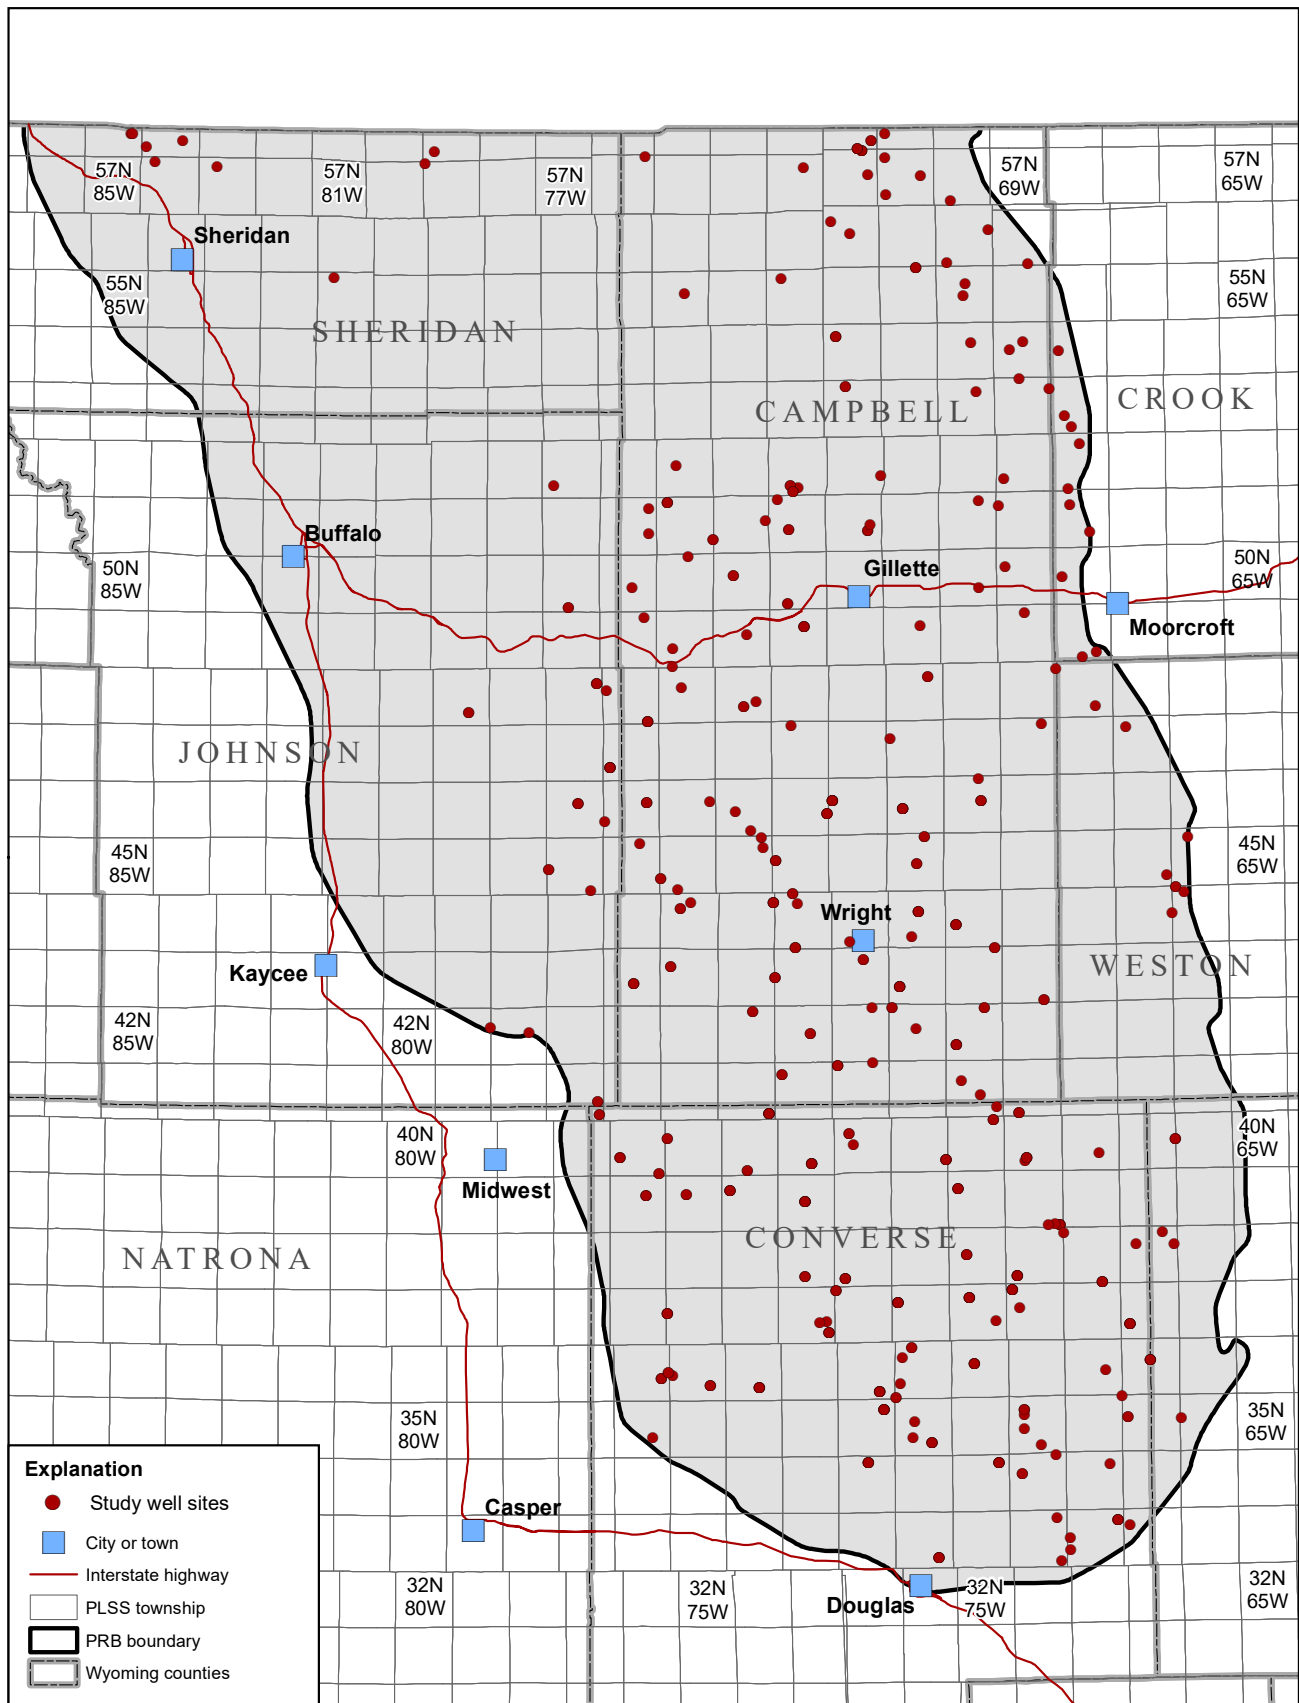 57N
85W
57N
81W
57N
77W
57N
69W
57N
65W
Sheridan
55N
85W
55N
65W
SHERIDAN
CAMPBELL
CROOK
Buffalo
50N
85W
Gillette
50N
65W
Moorcroft
JOHNSON
45N
85W
45N
65W
Wright
Kaycee
WESTON
42N
85W
42N
80W
40N
80W
40N
65W
Midwest
NATRONA
CONVERSE
35N
80W
35N
65W
Casper
32N
80W
32N
75W
Douglas
32N
75W
32N
65W
Explanation
Study well sites
City or town
Interstate highway
PLSS township
PRB boundary
Wyoming counties